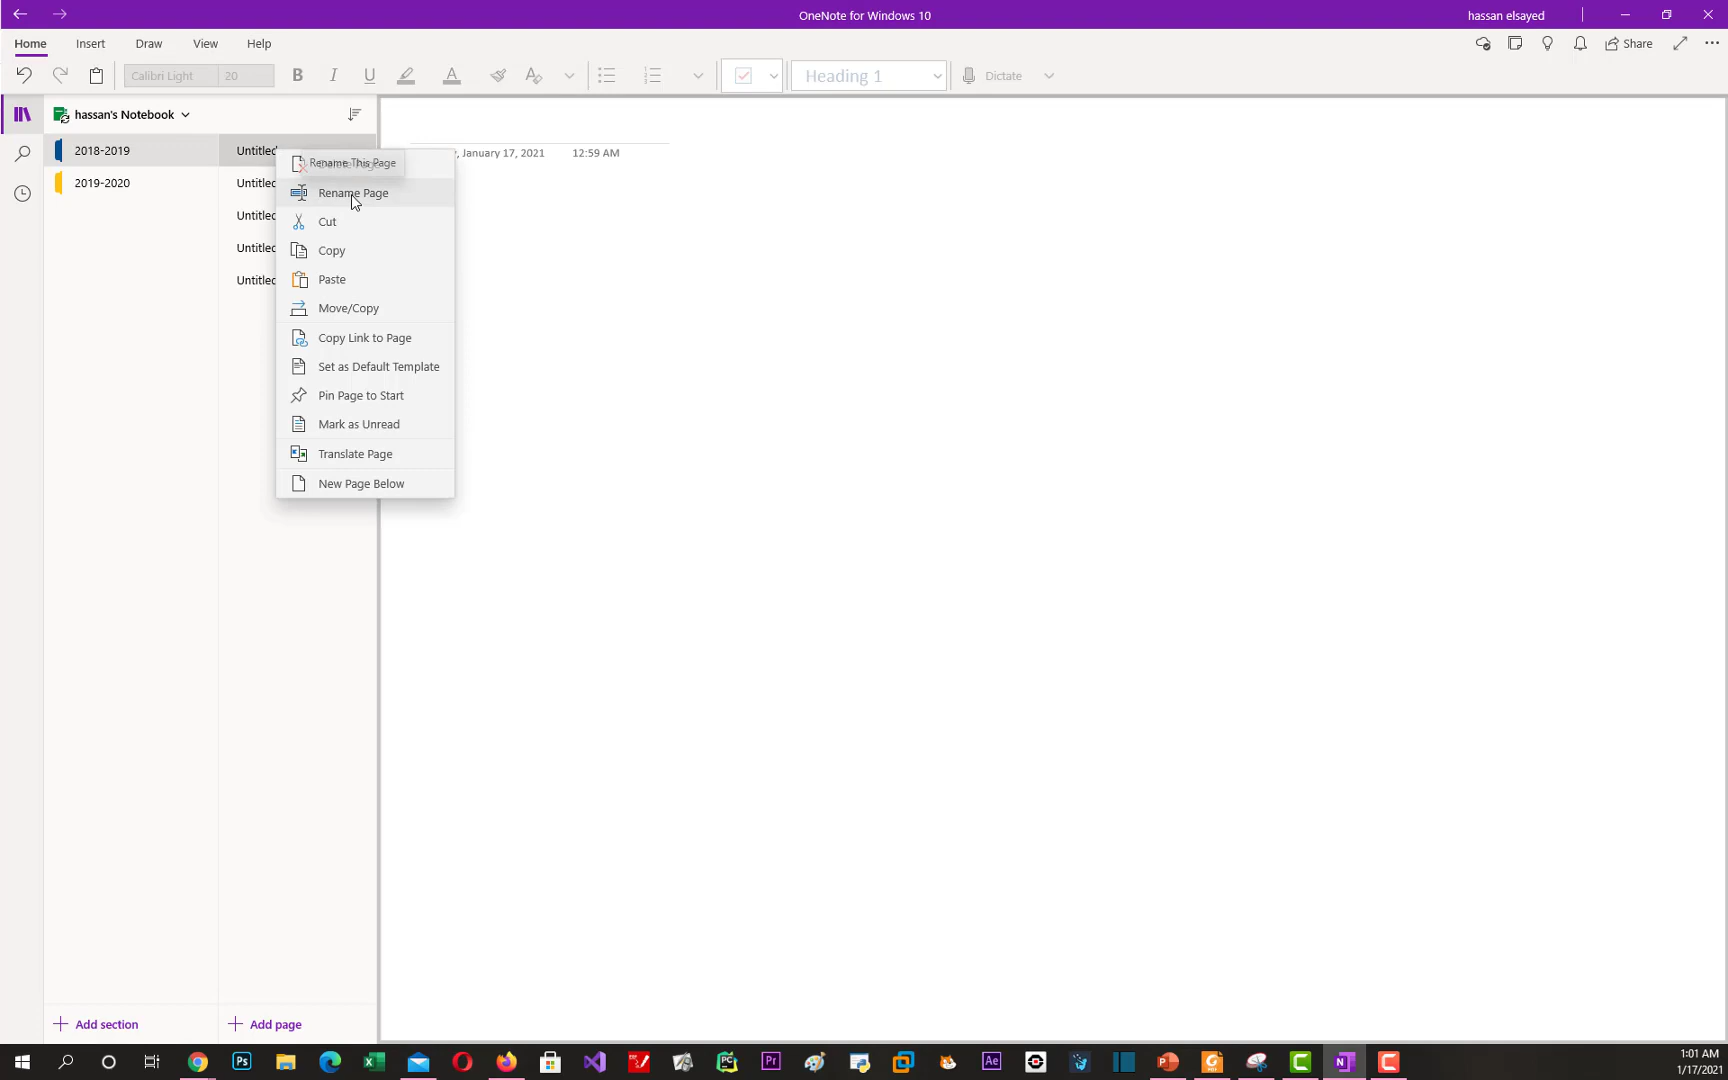 OneNote for Windows 10
hassan elsayed
Home Insert Draw View Help
Share
Calibri Light 20
B I U A A
Heading 1
Dictate
hassan's Notebook
2018-2019
2019-2020
Untitled
Untitled
Untitled
Untitled
Untitled
Rename This Page
Rename Page
Cut
Copy
Paste
Move/Copy
Copy Link to Page
Set as Default Template
Pin Page to Start
Mark as Unread
Translate Page
New Page Below
January 17, 2021 12:59 AM
Add section
Add page
Ps
Pr
Ae
1:01 AM
1/17/2021